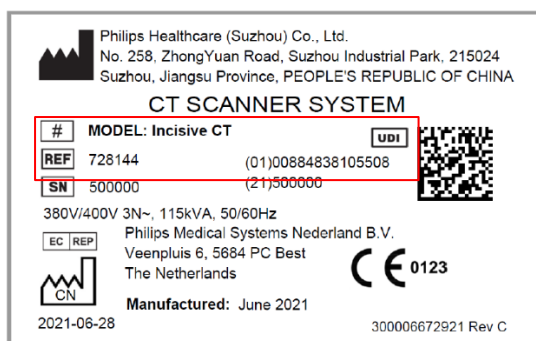 Philips Healthcare (Suzhou) Co., Ltd.
No. 258, ZhongYuan Road, Suzhou Industrial Park, 215024
Suzhou, Jiangsu Province, PEOPLE'S REPUBLIC OF CHINA
CT SCANNER SYSTEM
# MODEL: Incisive CT UDI
REF 728144 (01)00884838105508
SN 500000 (21)500000
380V/400V 3N~, 115kVA, 50/60Hz
EC REP Philips Medical Systems Nederland B.V.
Veenpluis 6, 5684 PC Best
The Netherlands
CE 0123
CN
Manufactured: June 2021
2021-06-28 300006672921 Rev C